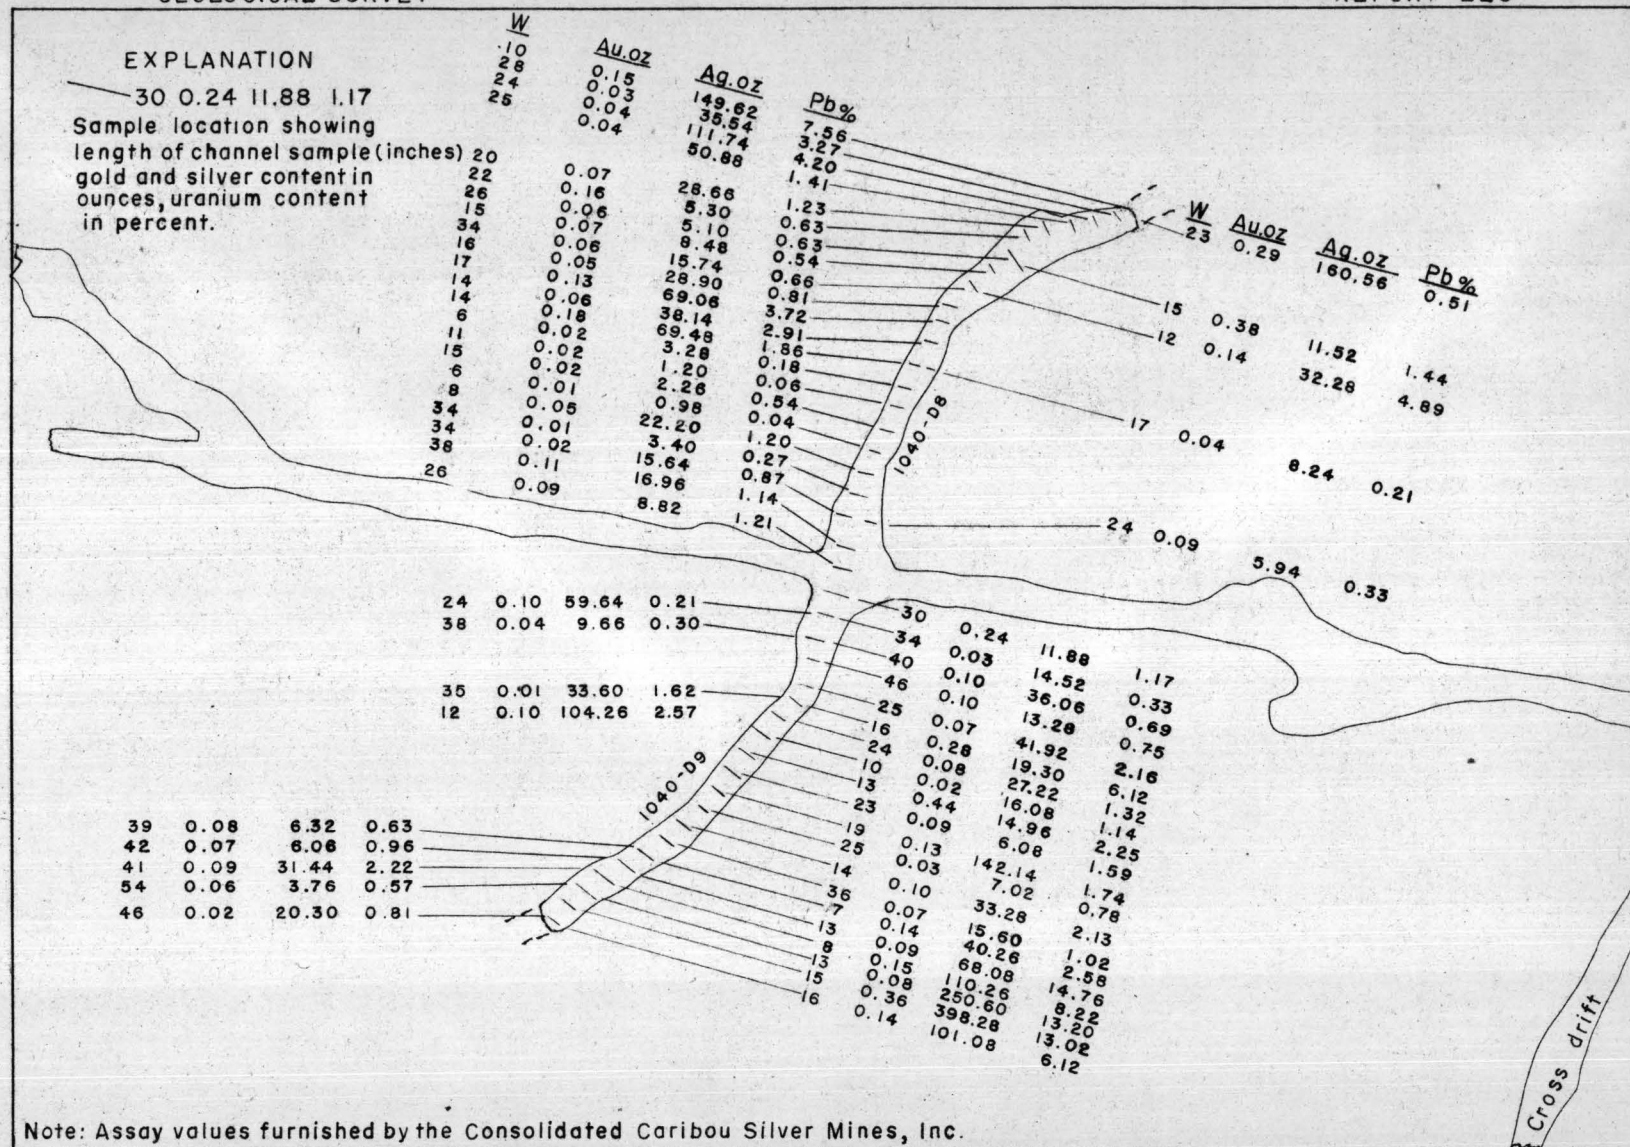 GEOLOGICAL SURVEY
REPORT
EXPLANATION
30 0.24 11.88 1.17
Sample location showing
length of channel sample (inches)
gold and silver content in
ounces, uranium content
in percent.
W Au.oz Ag.oz Pb%
10 0.15 149.62 7.56
28 0.03 35.54 3.27
24 0.04 111.74 4.20
25 0.04 50.88 1.41
20 0.07 28.66 1.23
22 0.16 5.30 0.63
26 0.06 5.10 0.63
15 0.07 8.48 0.54
34 0.06 15.74 0.66
16 0.05 28.90 0.81
17 0.13 69.06 3.72
14 0.06 38.14 2.91
14 0.18 69.48 1.86
6 0.02 3.28 0.18
11 0.02 1.20 0.06
15 0.02 2.26 0.54
6 0.01 0.98 0.04
8 0.05 22.20 1.20
34 0.01 3.40 0.27
34 0.02 15.64 0.87
38 0.11 16.96 1.14
26 0.09 8.82 1.21
W Au.oz Ag.oz Pb%
23 0.29 160.56 0.51
15 0.38 11.52 1.44
12 0.14 32.28 4.89
17 0.04 8.24 0.21
24 0.09 5.94 0.33
1040-D8
24 0.10 59.64 0.21
38 0.04 9.66 0.30
35 0.01 33.60 1.62
12 0.10 104.26 2.57
1040-D9
39 0.08 6.32 0.63
42 0.07 6.06 0.96
41 0.09 31.44 2.22
54 0.06 3.76 0.57
46 0.02 20.30 0.81
30 0.24 11.88 1.17
34 0.03 14.52 0.33
40 0.10 36.06 0.69
46 0.10 13.28 0.75
25 0.07 41.92 2.16
16 0.28 19.30 6.12
24 0.08 27.22 1.32
10 0.02 16.08 1.14
13 0.44 14.96 2.25
23 0.09 6.08 1.59
19 0.13 142.14 1.74
25 0.03 7.02 0.78
14 0.10 33.28 2.13
36 0.07 15.60 1.02
7 0.14 40.26 2.58
13 0.09 68.08 14.76
8 0.15 110.26 8.22
13 0.08 250.60 13.20
15 0.36 398.28 13.02
16 0.14 101.08 6.12
Cross drift
Note: Assay values furnished by the Consolidated Caribou Silver Mines, Inc.